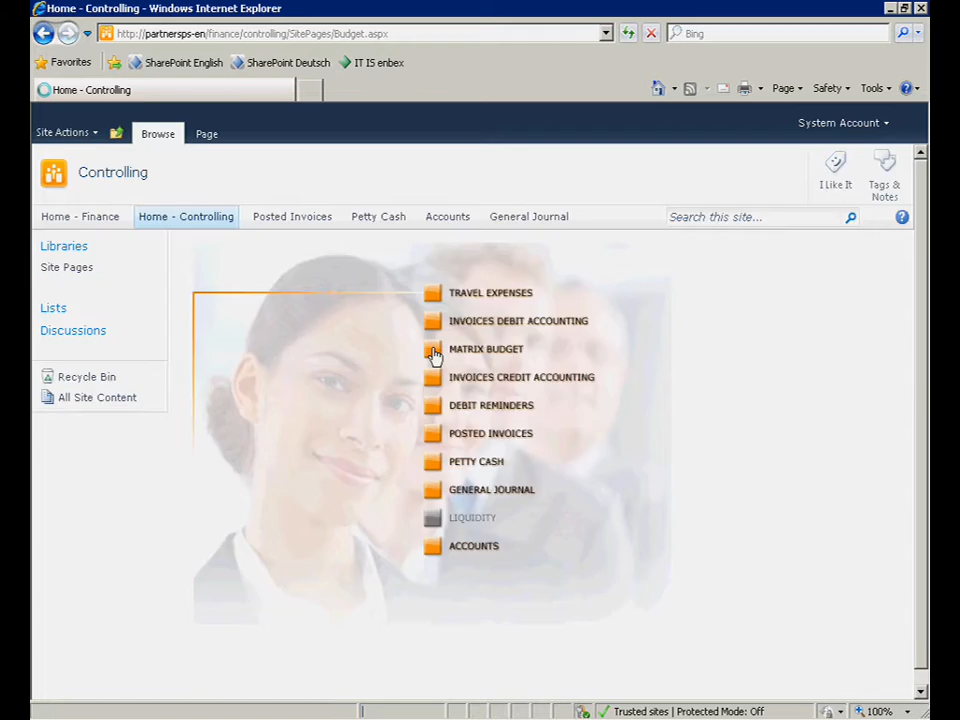 Home - Controlling - Windows Internet Explorer
http://partnersps-en/finance/controlling/SitePages/Budget.aspx
Bing
Favorites
SharePoint English
SharePoint Deutsch
IT IS enbex
Home - Controlling
Page
Safety
Tools
Site Actions
Browse
Page
System Account
Controlling
I Like It
Tags & Notes
Home - Finance
Home - Controlling
Posted Invoices
Petty Cash
Accounts
General Journal
Search this site...
Libraries
Site Pages
Lists
Discussions
Recycle Bin
All Site Content
TRAVEL EXPENSES
INVOICES DEBIT ACCOUNTING
MATRIX BUDGET
INVOICES CREDIT ACCOUNTING
DEBIT REMINDERS
POSTED INVOICES
PETTY CASH
GENERAL JOURNAL
LIQUIDITY
ACCOUNTS
Trusted sites | Protected Mode: Off
100%